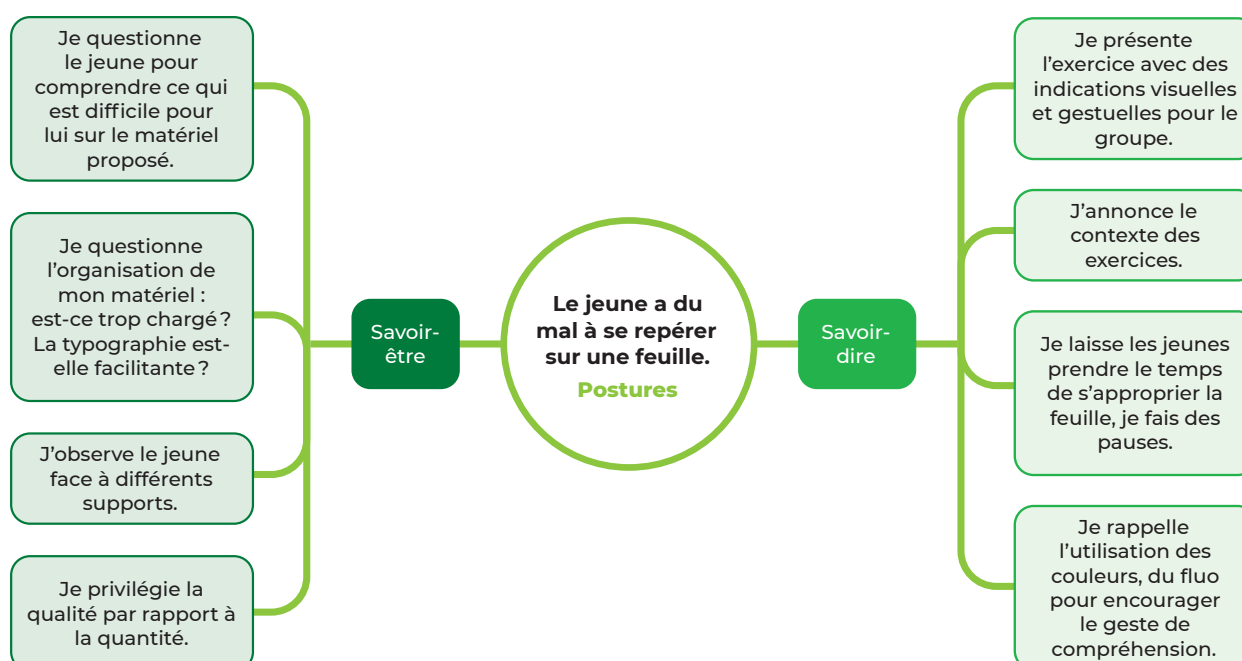 Je questionne
le jeune pour
comprendre ce qui
est difficile pour
lui sur le matériel
proposé.
Je questionne
l’organisation de
mon matériel :
est-ce trop chargé ?
La typographie est-
elle facilitante ?
J’observe le jeune
face à différents
supports.
Je privilégie la
qualité par rapport à
la quantité.
Savoir-
être
Le jeune a du
mal à se repérer
sur une feuille.
Postures
Savoir-
dire
Je présente
l’exercice avec des
indications visuelles
et gestuelles pour le
groupe.
J’annonce le
contexte des
exercices.
Je laisse les jeunes
prendre le temps
de s’approprier la
feuille, je fais des
pauses.
Je rappelle
l’utilisation des
couleurs, du fluo
pour encourager
le geste de
compréhension.